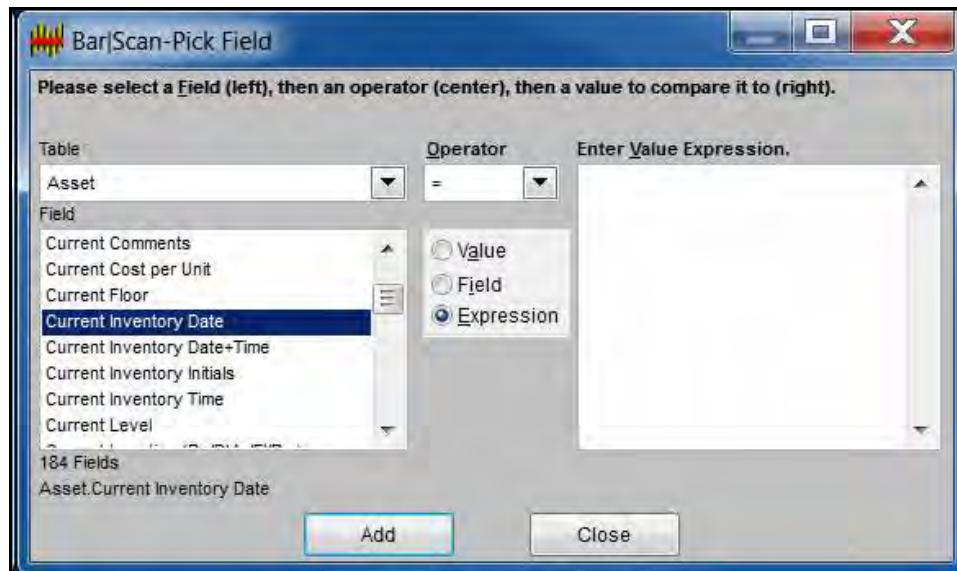 Bar|Scan-Pick Field
Please select a Field (left), then an operator (center), then a value to compare it to (right).
Table
Operator
Enter Value Expression.
Asset
=
Field
Current Comments
Current Cost per Unit
Current Floor
Current Inventory Date
Current Inventory Date+Time
Current Inventory Initials
Current Inventory Time
Current Level
Value
Field
Expression
184 Fields
Asset.Current Inventory Date
Add
Close